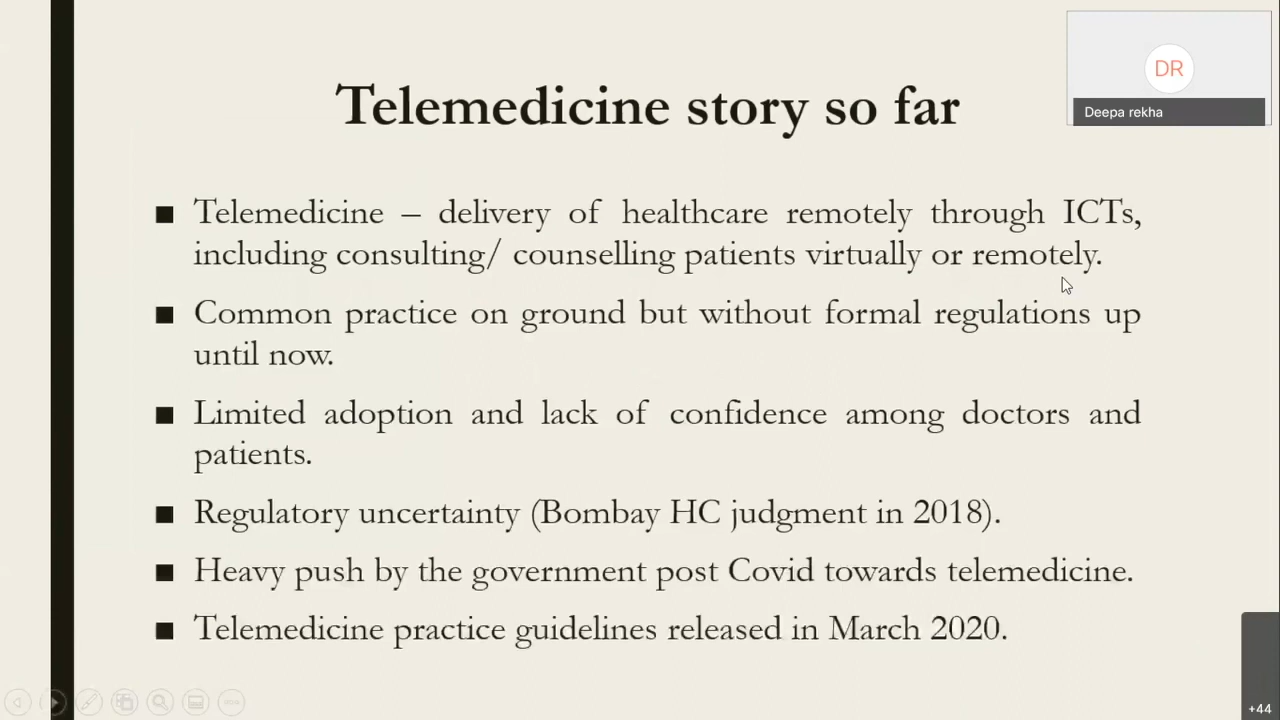 DR
Deepa rekha
Telemedicine story so far
Telemedicine – delivery of healthcare remotely through ICTs,
including consulting/ counselling patients virtually or remotely.
Common practice on ground but without formal regulations up
until now.
Limited adoption and lack of confidence among doctors and
patients.
Regulatory uncertainty (Bombay HC judgment in 2018).
Heavy push by the government post Covid towards telemedicine.
Telemedicine practice guidelines released in March 2020.
+44